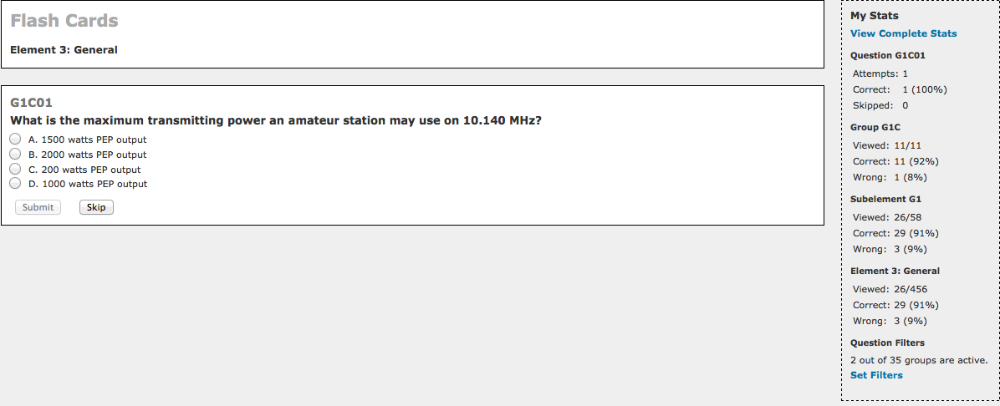 Flash Cards
Element 3: General
G1C01
What is the maximum transmitting power an amateur station may use on 10.140 MHz?
A. 1500 watts PEP output
B. 2000 watts PEP output
C. 200 watts PEP output
D. 1000 watts PEP output
Submit Skip
My Stats
View Complete Stats
Question G1C01
Attempts: 1
Correct: 1 (100%)
Skipped: 0
Group G1C
Viewed: 11/11
Correct: 11 (92%)
Wrong: 1 (8%)
Subelement G1
Viewed: 26/58
Correct: 29 (91%)
Wrong: 3 (9%)
Element 3: General
Viewed: 26/456
Correct: 29 (91%)
Wrong: 3 (9%)
Question Filters
2 out of 35 groups are active.
Set Filters